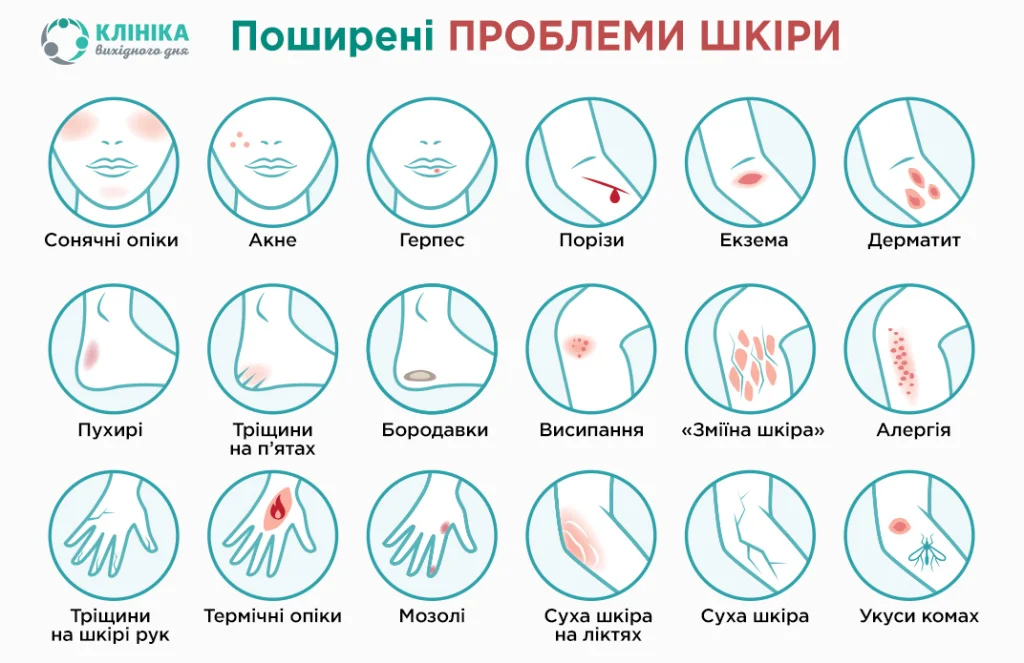 КЛІНІКА
вихідного дня
Поширені ПРОБЛЕМИ ШКІРИ
Сонячні опіки
Акне
Герпес
Порізи
Екзема
Дерматит
Пухирі
Тріщини
на п’ятах
Бородавки
Висипання
«Зміїна шкіра»
Алергія
Тріщини
на шкірі рук
Термічні опіки
Мозолі
Суха шкіра
на ліктях
Суха шкіра
Укуси комах